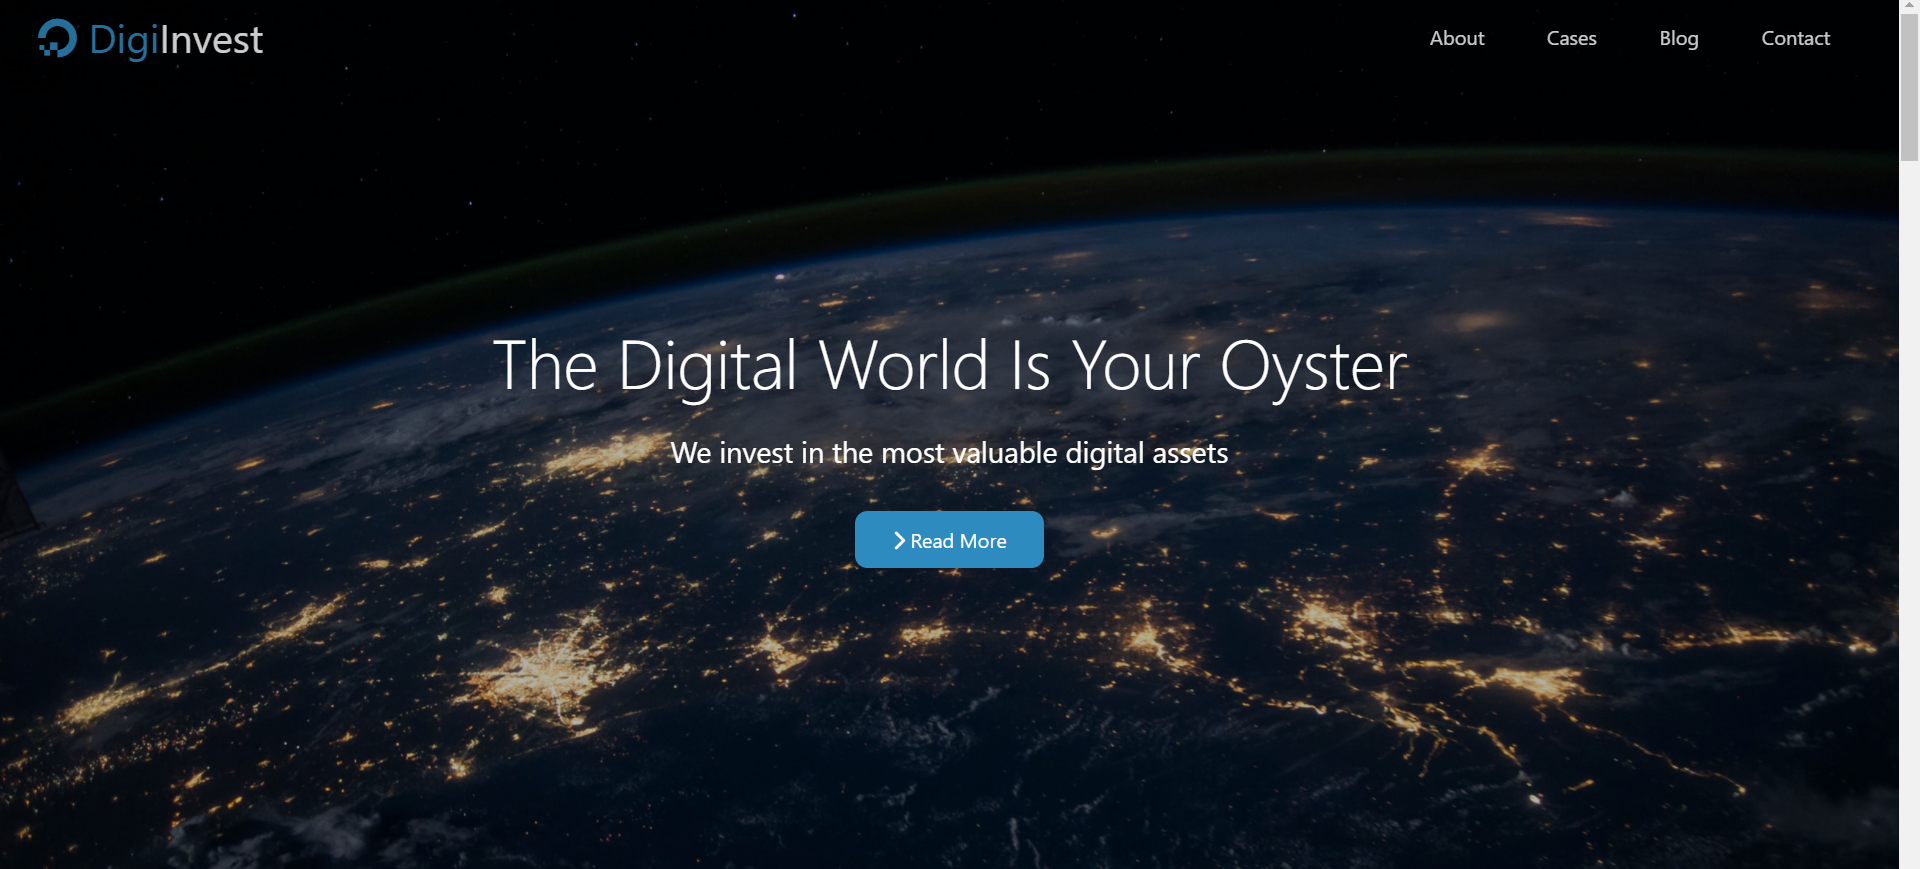 DigiInvest
About Cases Blog Contact
The Digital World Is Your Oyster
We invest in the most valuable digital assets
Read More